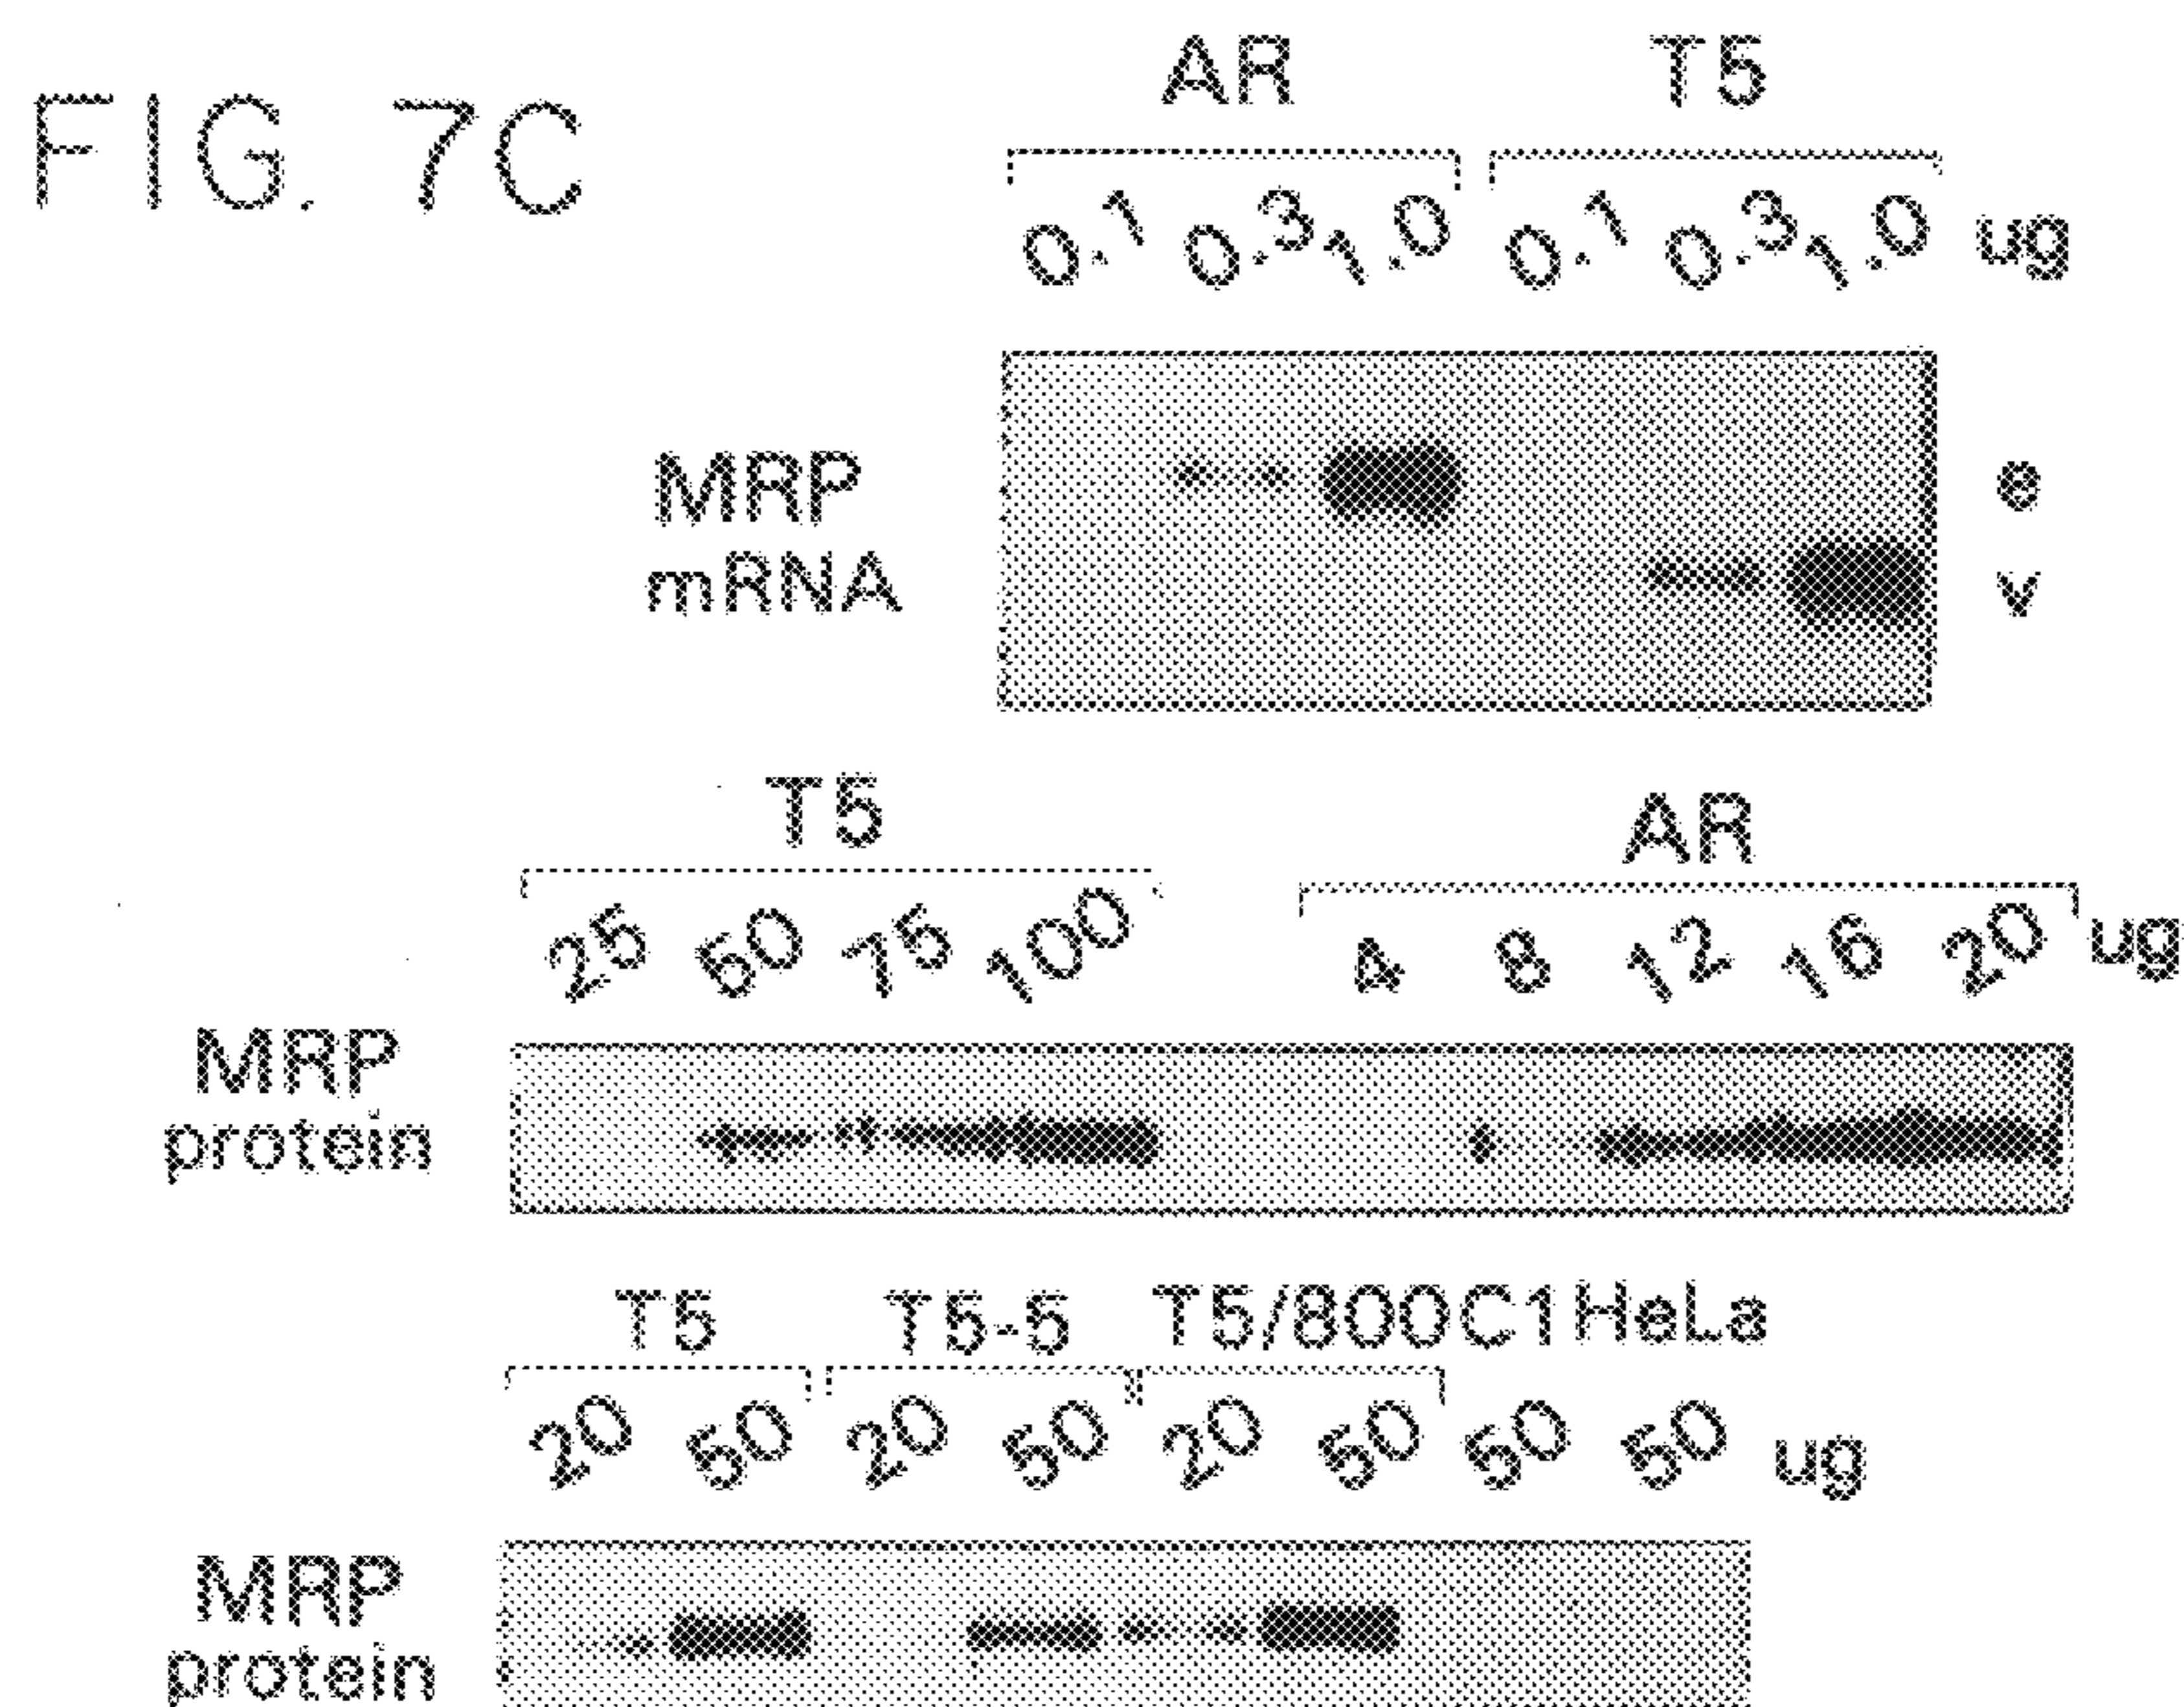 FIG. 7C
AR T5
0.1 0.3 1.0 0.1 0.3 1.0 ug
MRP e
mRNA v
T5 AR
25 50 75 100 4 8 12 16 20 ug
MRP
protein
T5 T5-5 T5/800C1HeLa
20 50 20 50 20 50 50 50 ug
MRP
protein